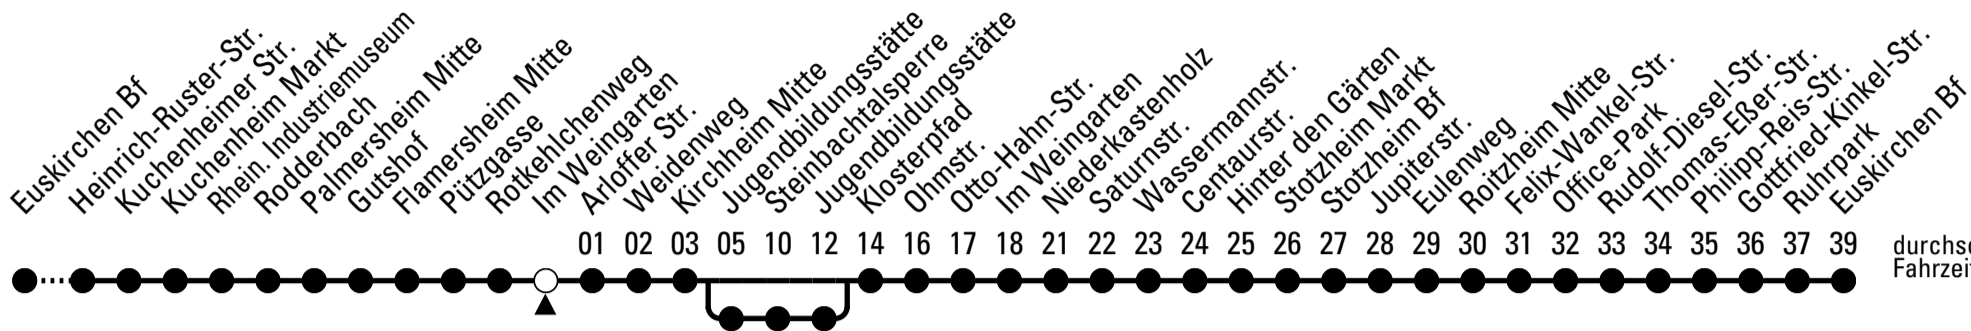 Euskirchen Bf
Heinrich-Ruster-Str.
Kuchenheimer Str.
Kuchenheim Markt
Rhein. Industriemuseum
Rodderbach
Palmersheim Mitte
Gutshof
Flamersheim Mitte
Pützgasse
Rotkehlchenweg
Im Weingarten
Arloffer Str.
Weidenweg
Kirchheim Mitte
Jugendbildungsstätte
Steinbachtalsperre
Jugendbildungsstätte
Klosterpfad
Ohmstr.
Otto-Hahn-Str.
Im Weingarten
Niederkastenholz
Saturnstr.
Wassermannstr.
Centaurstr.
Hinter den Gärten
Stotzheim Markt
Stotzheim Bf
Jupiterstr.
Eulenweg
Roitzheim Mitte
Felix-Wankel-Str.
Office-Park
Rudolf-Diesel-Str.
Thomas-Eßer-Str.
Philipp-Reis-Str.
Gottfried-Kinkel-Str.
Ruhrpark
Euskirchen Bf
01 02 03 05 10 12 14 16 17 18 21 22 23 24 25 26 27 28 29 30 31 32 33 34 35 36 37 39